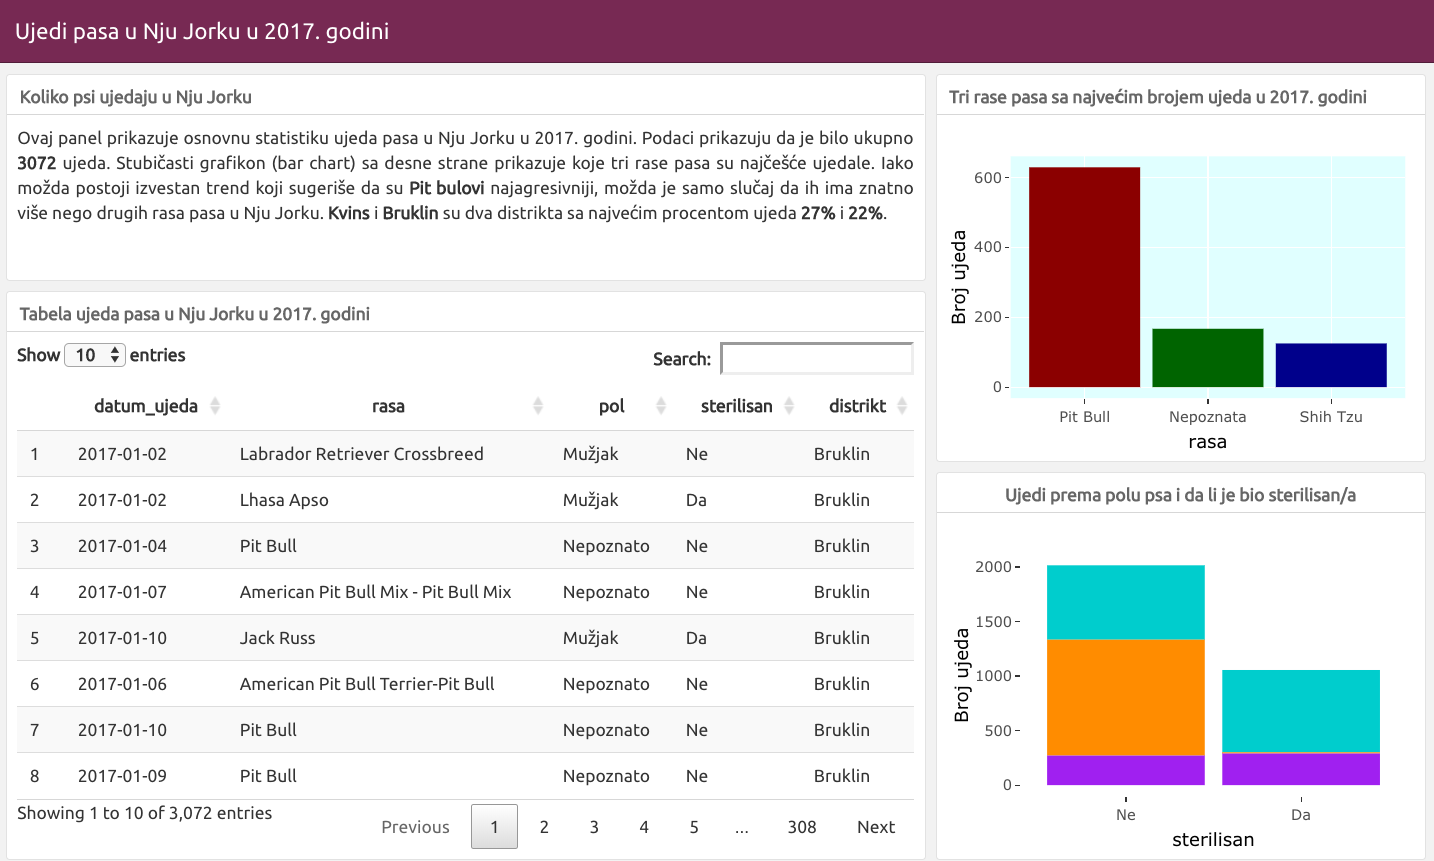 Ujedi pasa u Nju Jorku u 2017. godini
Koliko psi ujedaju u Nju Jorku
Ovaj panel prikazuje osnovnu statistiku ujeda pasa u Nju Jorku u 2017. godini. Podaci prikazuju da je bilo ukupno
3072 ujeda. Stubičasti grafikon (bar chart) sa desne strane prikazuje koje tri rase pasa su najčešće ujedale. Iako
možda postoji izvestan trend koji sugeriše da su Pit bulovi najagresivniji, možda je samo slučaj da ih ima znatno
više nego drugih rasa pasa u Nju Jorku. Kvins i Bruklin su dva distrikta sa najvećim procentom ujeda 27% i 22%.
Tabela ujeda pasa u Nju Jorku u 2017. godini
Show 10 entries Search:
datum_ujeda rasa pol sterilisan distrikt
1 2017-01-02 Labrador Retriever Crossbreed Mužjak Ne Bruklin
2 2017-01-02 Lhasa Apso Mužjak Da Bruklin
3 2017-01-04 Pit Bull Nepoznato Ne Bruklin
4 2017-01-07 American Pit Bull Mix - Pit Bull Mix Nepoznato Ne Bruklin
5 2017-01-10 Jack Russ Mužjak Da Bruklin
6 2017-01-06 American Pit Bull Terrier-Pit Bull Nepoznato Ne Bruklin
7 2017-01-10 Pit Bull Nepoznato Ne Bruklin
8 2017-01-09 Pit Bull Nepoznato Ne Bruklin
Showing 1 to 10 of 3,072 entries
Previous 1 2 3 4 5 … 308 Next
Tri rase pasa sa najvećim brojem ujeda u 2017. godini
Broj ujeda
600
400
200
0
Pit Bull Nepoznata Shih Tzu
rasa
Ujedi prema polu psa i da li je bio sterilisan/a
Broj ujeda
2000
1500
1000
500
0
Ne Da
sterilisan